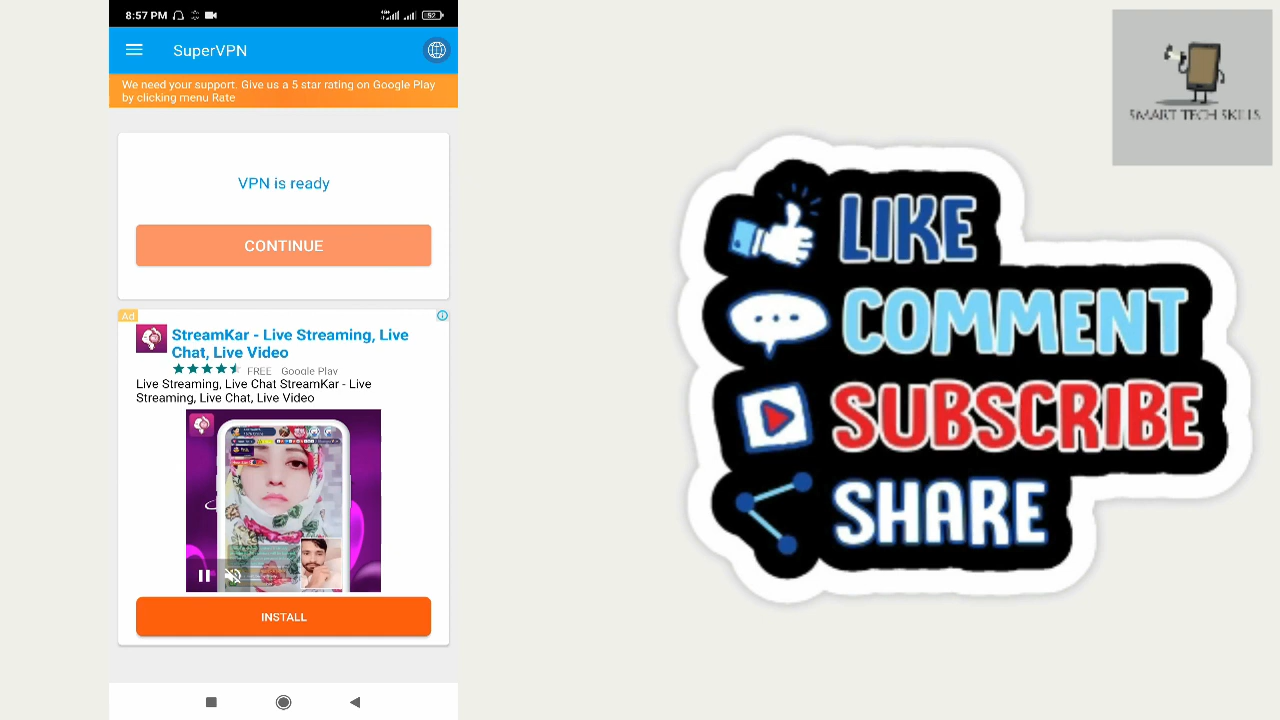 8:57 PM
52
SuperVPN
We need your support. Give us a 5 star rating on Google Play
by clicking menu Rate
VPN is ready
CONTINUE
Ad
StreamKar - Live Streaming, Live
Chat, Live Video
FREE Google Play
Live Streaming, Live Chat StreamKar - Live
Streaming, Live Chat, Live Video
INSTALL
SMART TECH SKILLS
LIKE
COMMENT
SUBSCRIBE
SHARE